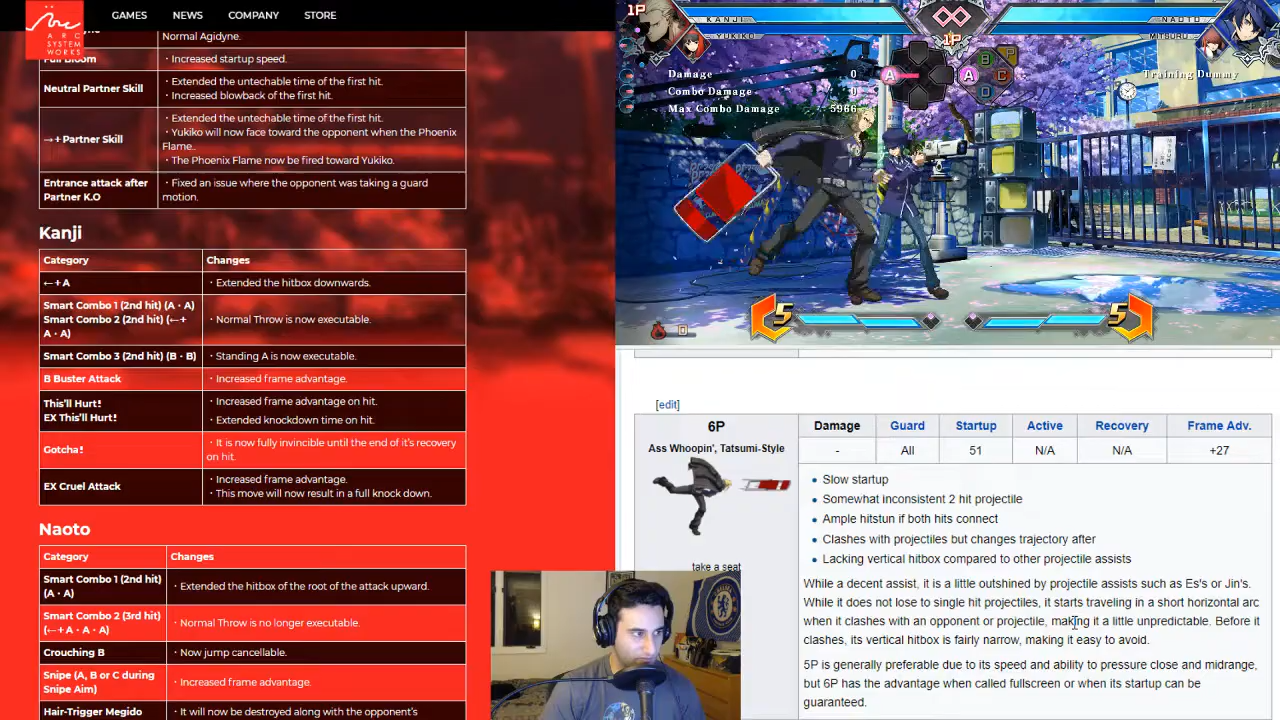 GAMES NEWS COMPANY STORE
ARC
SYSTEM
WORKS
Normal Agidyne.
Full Bloom
・Increased startup speed.
Neutral Partner Skill
・Extended the untechable time of the first hit.
・Increased blowback of the first hit.
→+Partner Skill
・Extended the untechable time of the first hit.
・Yukiko will now face toward the opponent when the Phoenix
Flame..
・The Phoenix Flame now be fired toward Yukiko.
Entrance attack after
Partner K.O
・Fixed an issue where the opponent was taking a guard
motion.
Kanji
Category Changes
←+A ・Extended the hitbox downwards.
Smart Combo 1 (2nd hit) (A・A)
Smart Combo 2 (2nd hit) (←+
A・A)
・Normal Throw is now executable.
Smart Combo 3 (2nd hit) (B・B) ・Standing A is now executable.
B Buster Attack ・Increased frame advantage.
This'll Hurt!
EX This'll Hurt!
・Increased frame advantage on hit.
・Extended knockdown time on hit.
Gotcha!
・It is now fully invincible until the end of it's recovery
on hit.
EX Cruel Attack
・Increased frame advantage.
・This move will now result in a full knock down.
Naoto
Category Changes
Smart Combo 1 (2nd hit)
(A・A)
・Extended the hitbox of the root of the attack upward.
Smart Combo 2 (3rd hit)
(←+A・A・A)
・Normal Throw is no longer executable.
Crouching B ・Now jump cancellable.
Snipe (A, B or C during
Snipe Aim)
・Increased frame advantage.
Hair-Trigger Megido ・It will now be destroyed along with the opponent's
1P
KANJI
YUKIKO
1P
NAOTO
MITSURU
Damage 0
Combo Damage 0
Max Combo Damage 5966
A A B P C D
Training Dummy
5 5
0
[edit]
6P
Ass Whoopin', Tatsumi-Style
take a seat
Damage Guard Startup Active Recovery Frame Adv.
- All 51 N/A N/A +27
• Slow startup
• Somewhat inconsistent 2 hit projectile
• Ample hitstun if both hits connect
• Clashes with projectiles but changes trajectory after
• Lacking vertical hitbox compared to other projectile assists
While a decent assist, it is a little outshined by projectile assists such as Es's or Jin's.
While it does not lose to single hit projectiles, it starts traveling in a short horizontal arc
when it clashes with an opponent or projectile, making it a little unpredictable. Before it
clashes, its vertical hitbox is fairly narrow, making it easy to avoid.
5P is generally preferable due to its speed and ability to pressure close and midrange,
but 6P has the advantage when called fullscreen or when its startup can be
guaranteed.